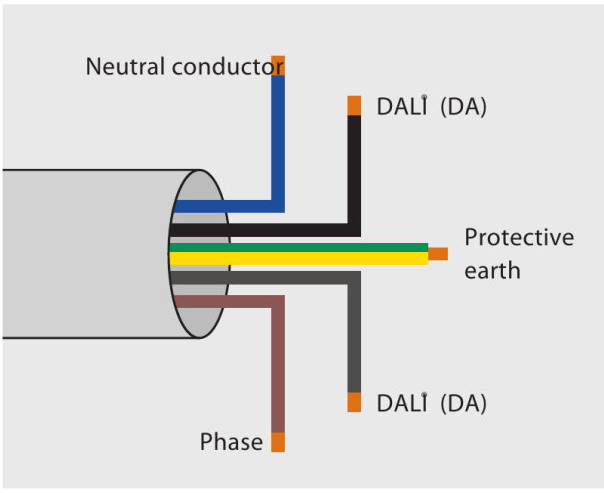 Neutral conductor
DALI® (DA)
Protective
earth
DALI® (DA)
Phase